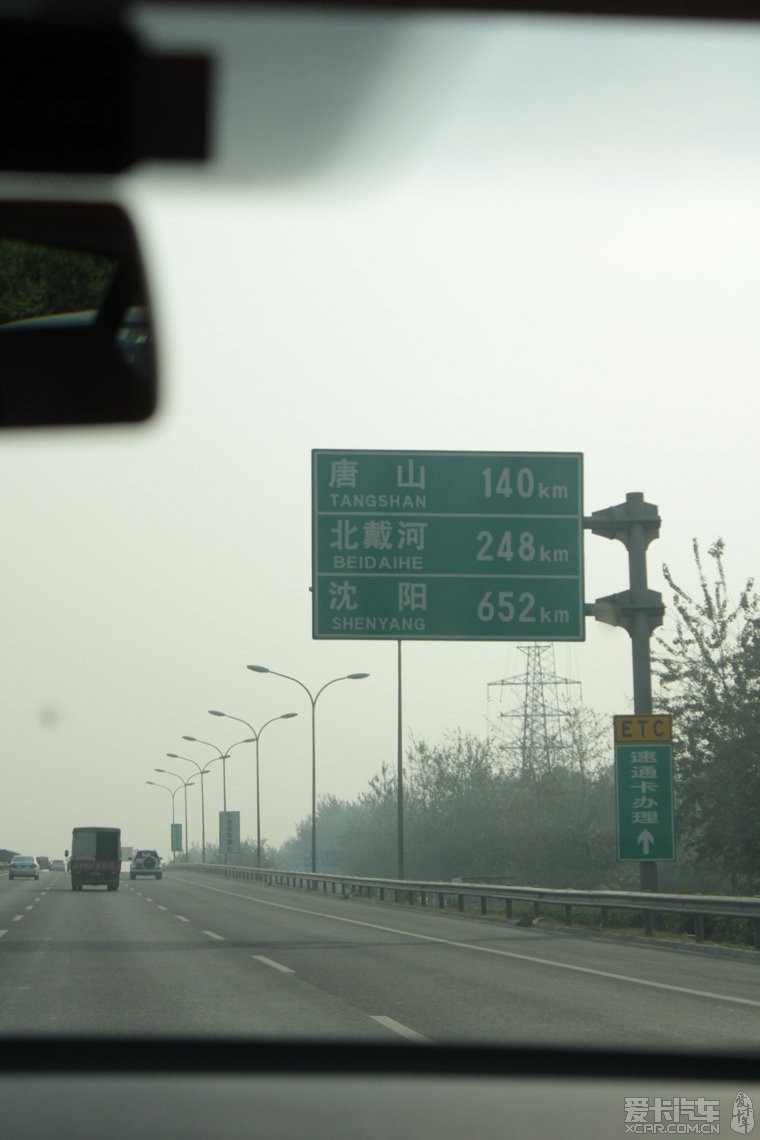 唐山 140km
TANGSHAN
北戴河 248km
BEIDAIHE
沈阳 652km
SHENYANG
ETC
速通卡办理
爱卡汽车
XCAR.COM.CN